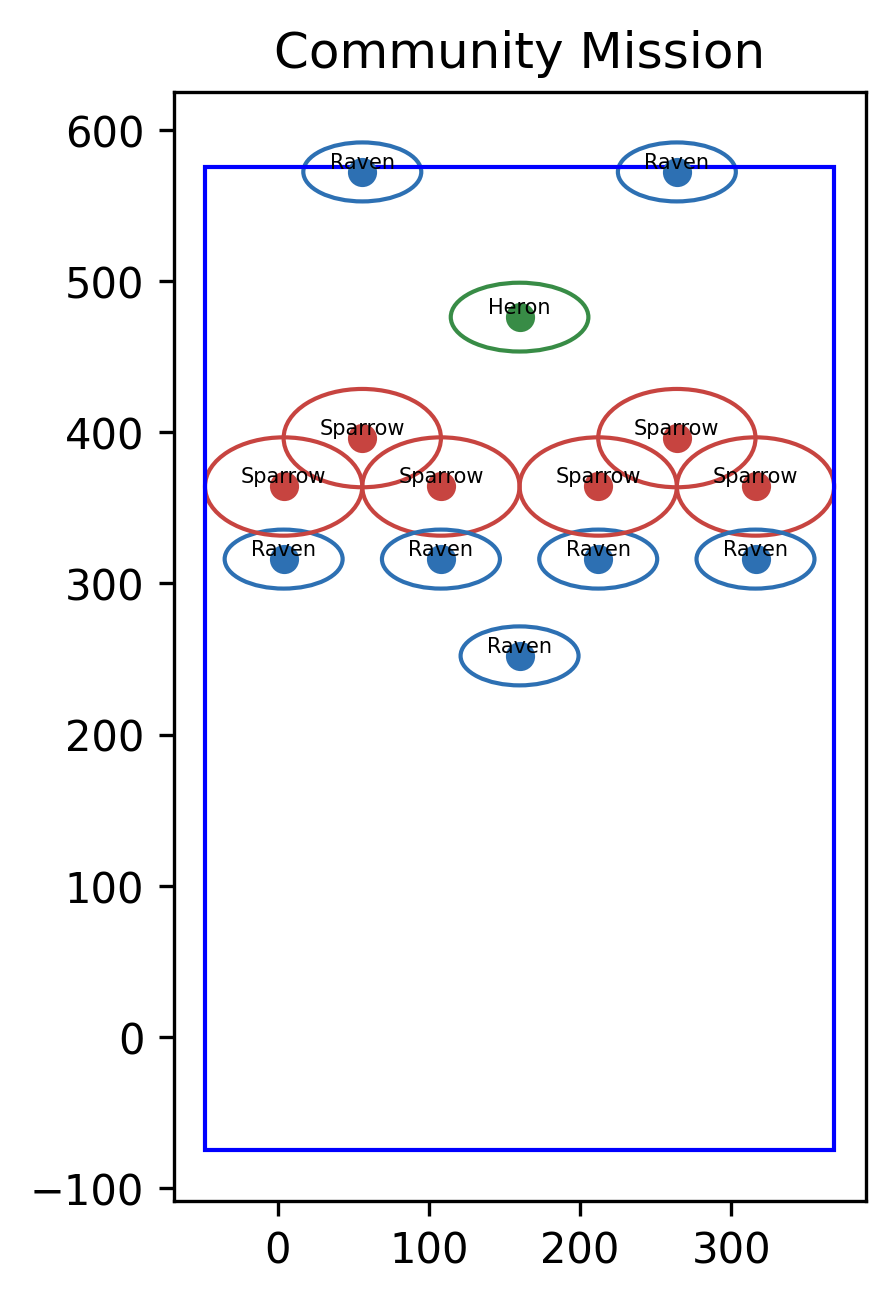 Community Mission
600
Raven Raven
500
Heron
400
Sparrow Sparrow
Sparrow Sparrow Sparrow Sparrow
Raven Raven Raven Raven
300
Raven
200
100
0
−100
0 100 200 300